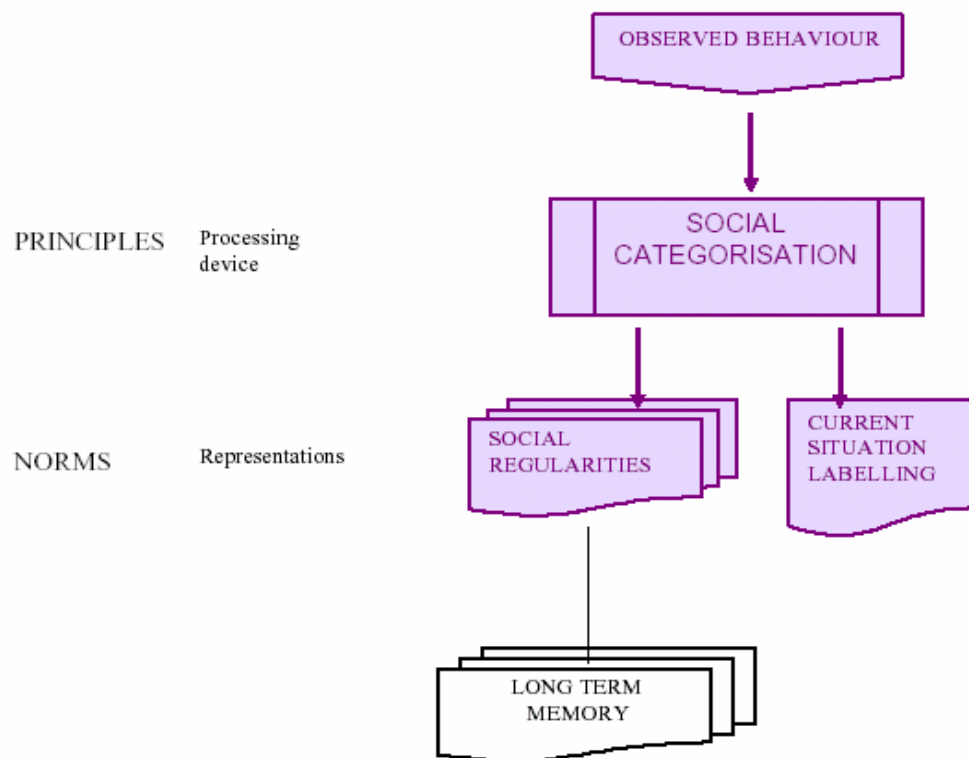 OBSERVED BEHAVIOUR
PRINCIPLES
Processing
device
SOCIAL
CATEGORISATION
NORMS
Representations
SOCIAL
REGULARITIES
CURRENT
SITUATION
LABELLING
LONG TERM
MEMORY